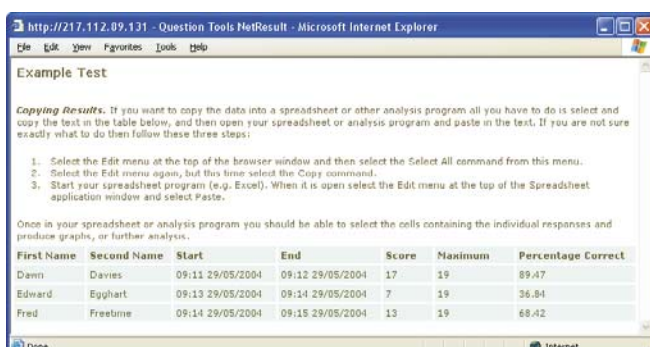 http://217.112.89.131 - Question Tools NetResult - Microsoft Internet Explorer
File Edit View Favorites Tools Help
Example Test
Copying Results. If you want to copy the data into a spreadsheet or other analysis program all you have to do is select and
copy the text in the table below, and then open your spreadsheet or analysis program and paste in the text. If you are not sure
exactly what to do then follow these three steps:
1. Select the Edit menu at the top of the browser window and then select the Select All command from this menu.
2. Select the Edit menu again, but this time select the Copy command.
3. Start your spreadsheet program (e.g. Excel). When it is open select the Edit menu at the top of the Spreadsheet
application window and select Paste.
Once in your spreadsheet or analysis program you should be able to select the cells containing the individual responses and
produce graphs, or further analysis.
First Name Second Name Start End Score Maximum Percentage Correct
Dawn Davies 09:11 29/05/2004 09:12 29/05/2004 17 19 89.47
Edward Egghart 09:13 29/05/2004 09:14 29/05/2004 7 19 36.84
Fred Freetime 09:14 29/05/2004 09:15 29/05/2004 13 19 68.42
Done Internet